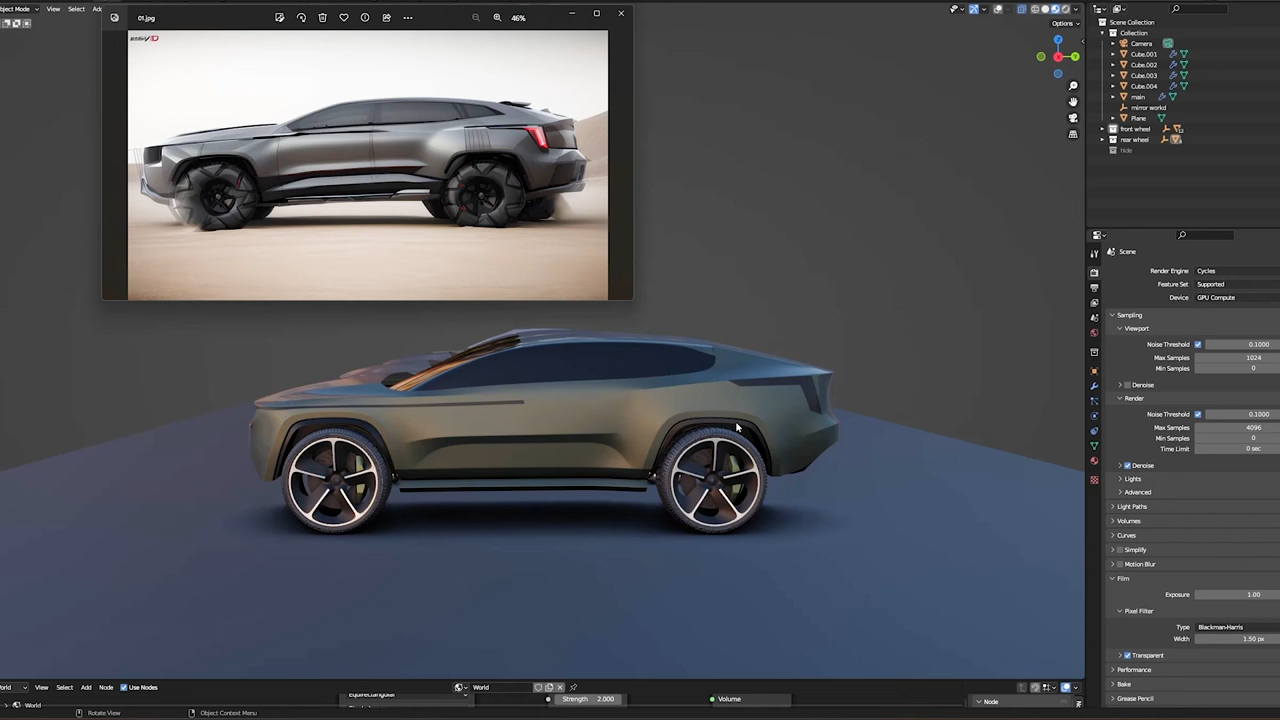 Object Mode
View
Select
Ad
01.jpg
46%
Options
Scene Collection
Collection
Camera
Cube.001
Cube.002
Cube.003
Cube.004
main
mirror workd
Plane
front wheel
rear wheel
hide
Scene
Render Engine Cycles
Feature Set Supported
Device GPU Compute
Sampling
Viewport
Noise Threshold 0.1000
Max Samples 1024
Min Samples 0
Denoise
Render
Noise Threshold 0.1000
Max Samples 4096
Min Samples 0
Time Limit 0 sec
Denoise
Lights
Advanced
Light Paths
Volumes
Curves
Simplify
Motion Blur
Film
Exposure 1.00
Pixel Filter
Type Blackman-Harris
Width 1.50 px
Transparent
Performance
Bake
Grease Pencil
orld View Select Add Node Use Nodes World
Equirectangular
Strength 2.000
Volume
Node
World
Rotate View
Object Context Menu